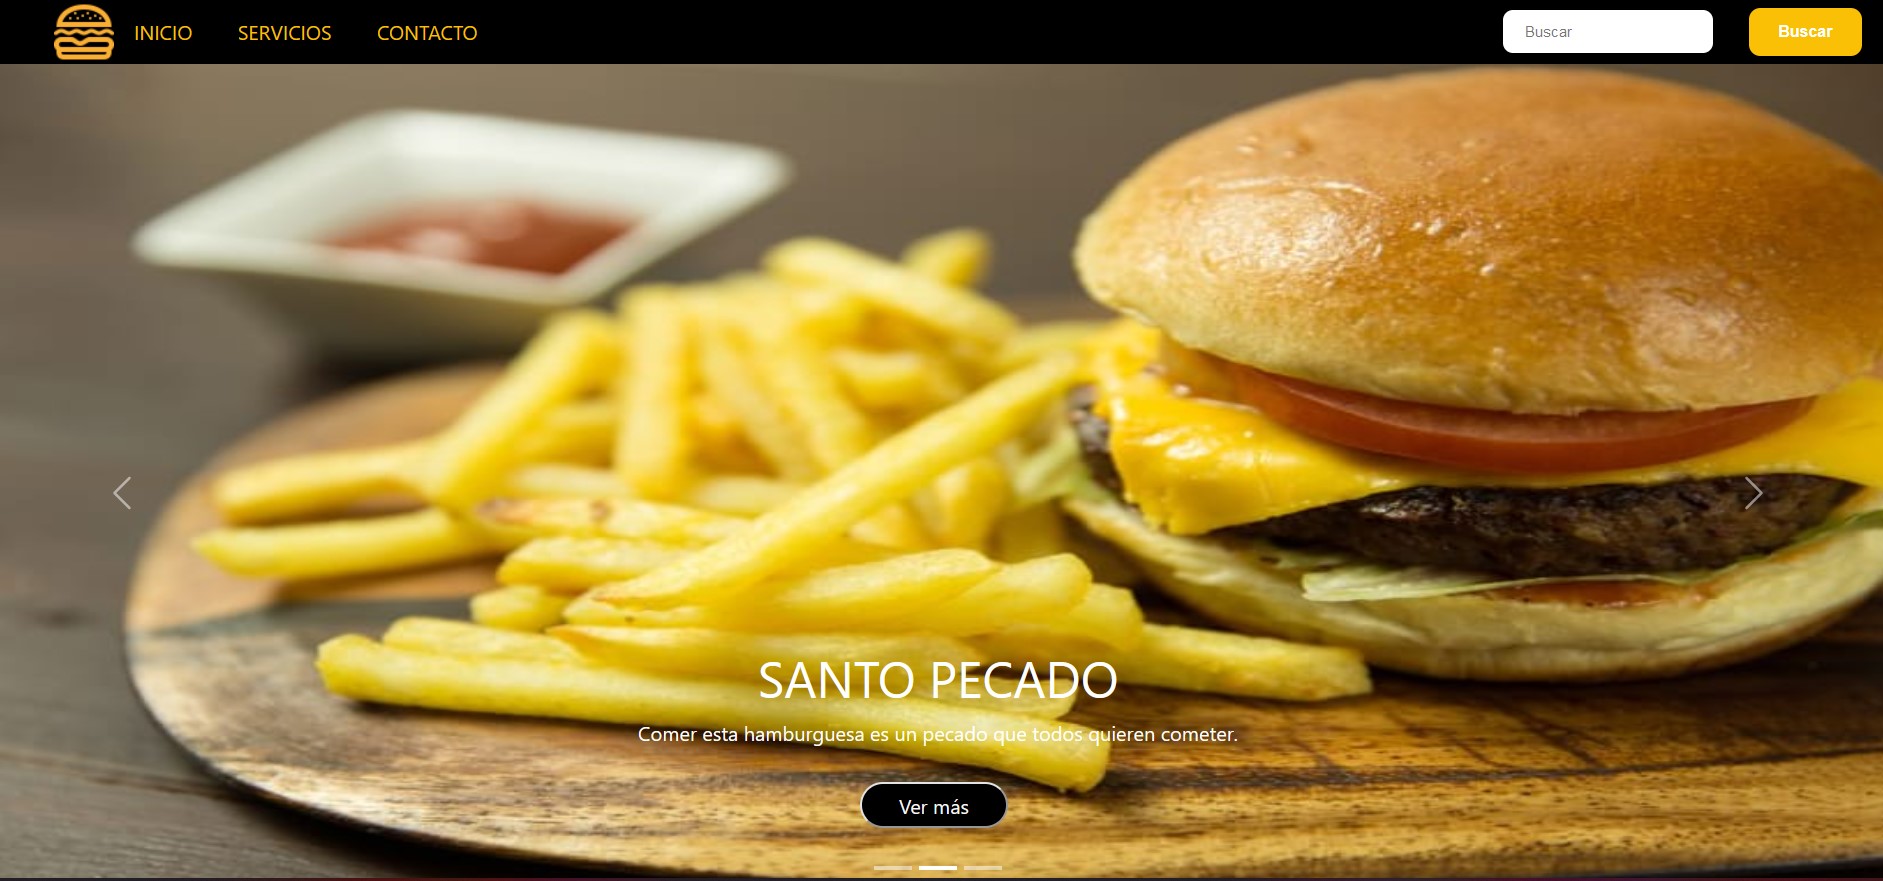 INICIO SERVICIOS CONTACTO Buscar Buscar
SANTO PECADO
Comer esta hamburguesa es un pecado que todos quieren cometer.
Ver más